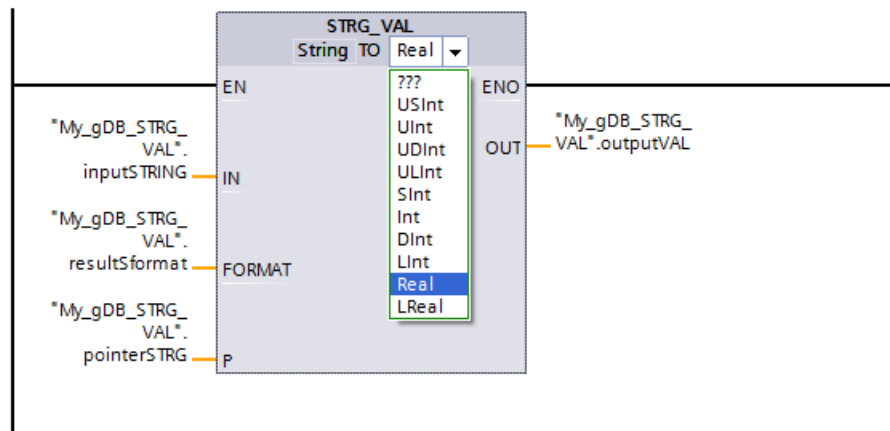 STRG_VAL
String TO Real
EN
ENO
???
USInt
UInt
UDInt
ULInt
SInt
Int
DInt
LInt
Real
LReal
"My_gDB_STRG_
VAL".
inputSTRING
IN
"My_gDB_STRG_
VAL".outputVAL
OUT
"My_gDB_STRG_
VAL".
resultSformat
FORMAT
"My_gDB_STRG_
VAL".
pointerSTRG
P